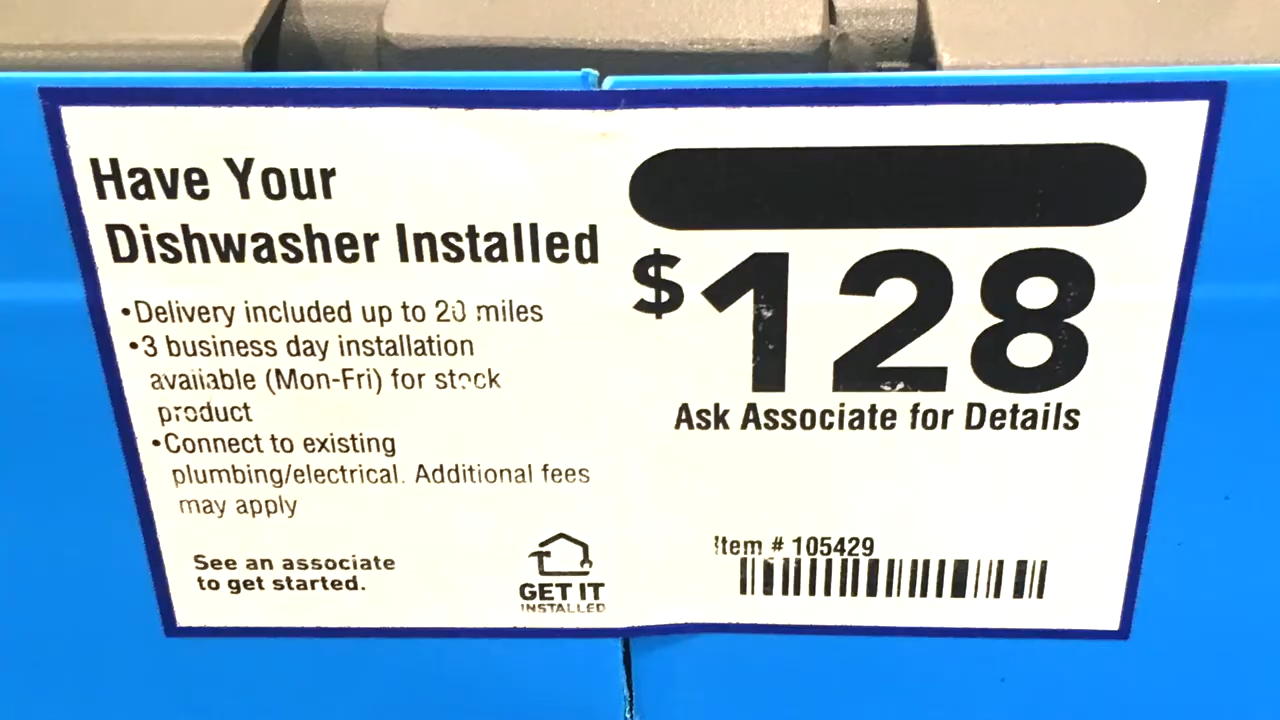 Have Your
Dishwasher Installed
•Delivery included up to 20 miles
•3 business day installation
available (Mon-Fri) for stock
product
•Connect to existing
plumbing/electrical. Additional fees
may apply
See an associate
to get started.
GET IT
INSTALLED
$128
Ask Associate for Details
Item # 105429